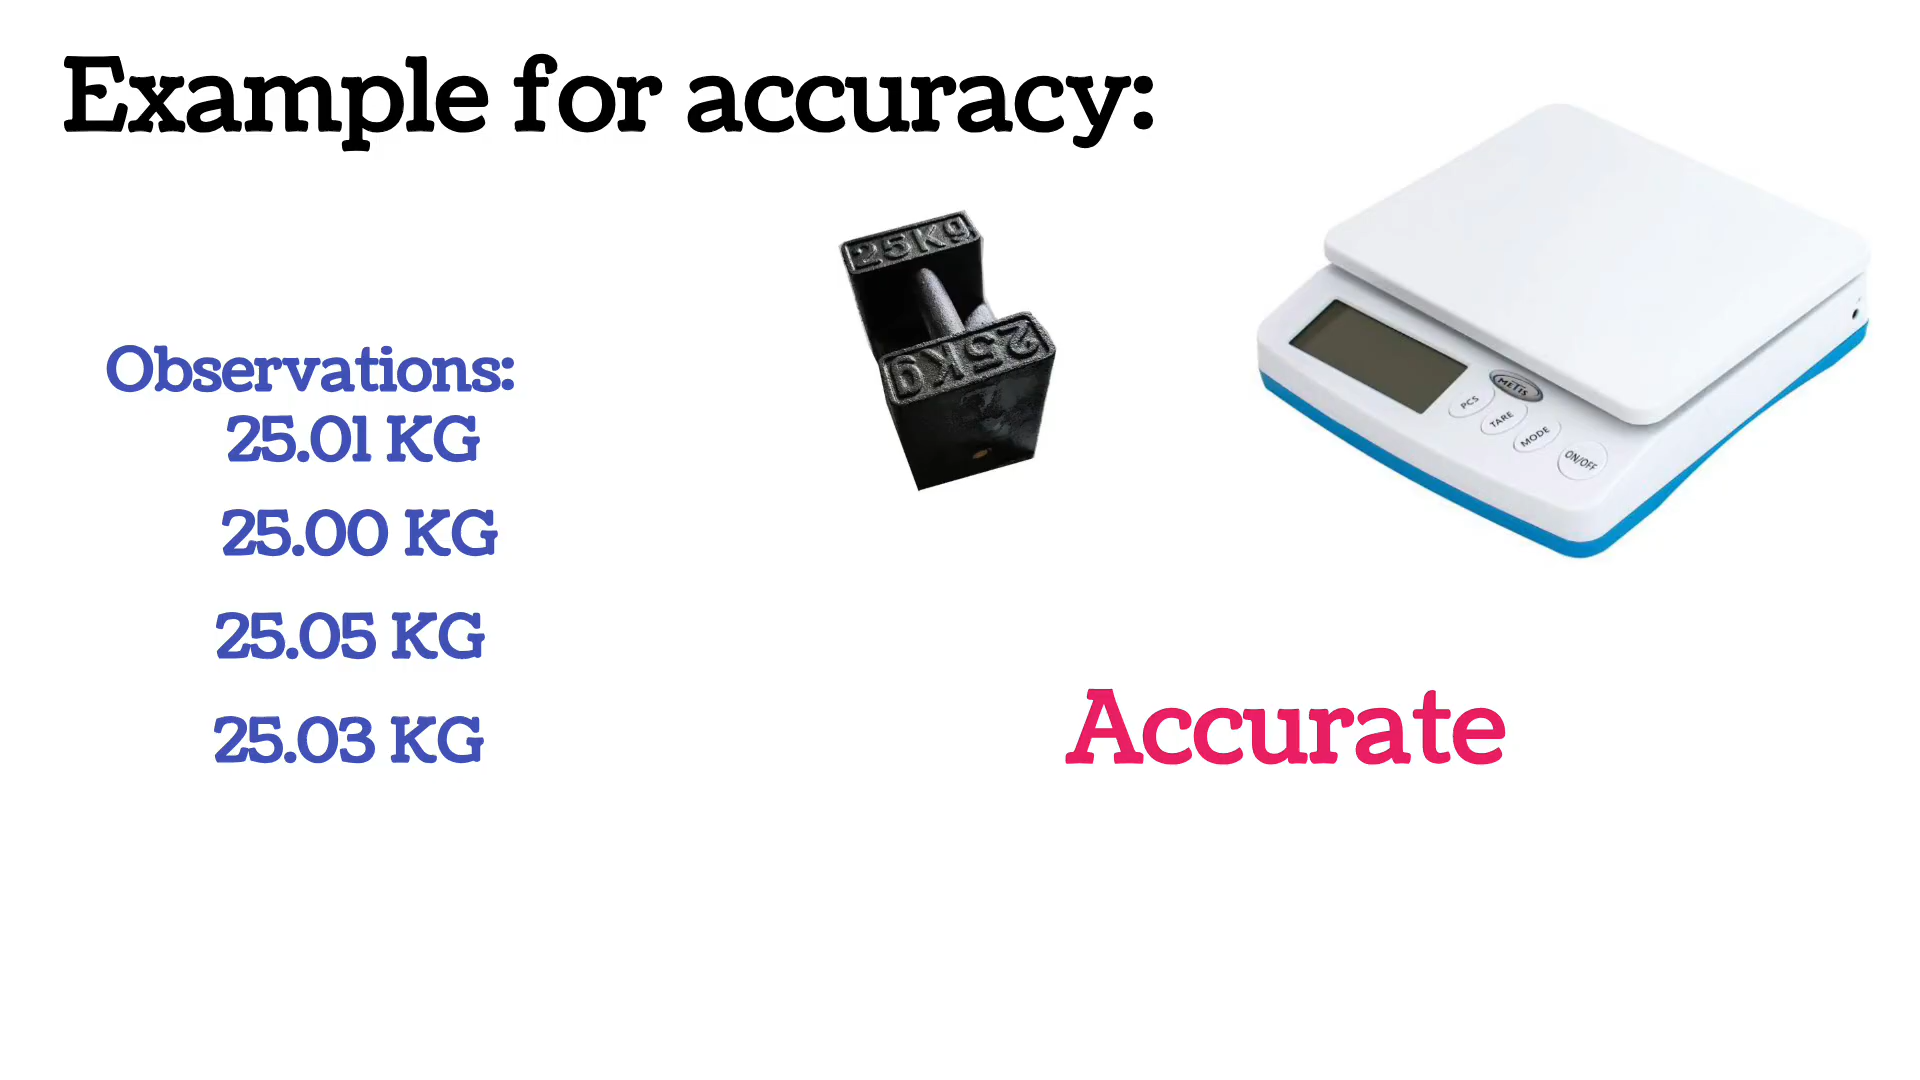 Example for accuracy:
25Kg
25Kg
Observations:
25.01 KG
25.00 KG
25.05 KG
25.03 KG
METIS
PCS
TARE
MODE
ON/OFF
Accurate